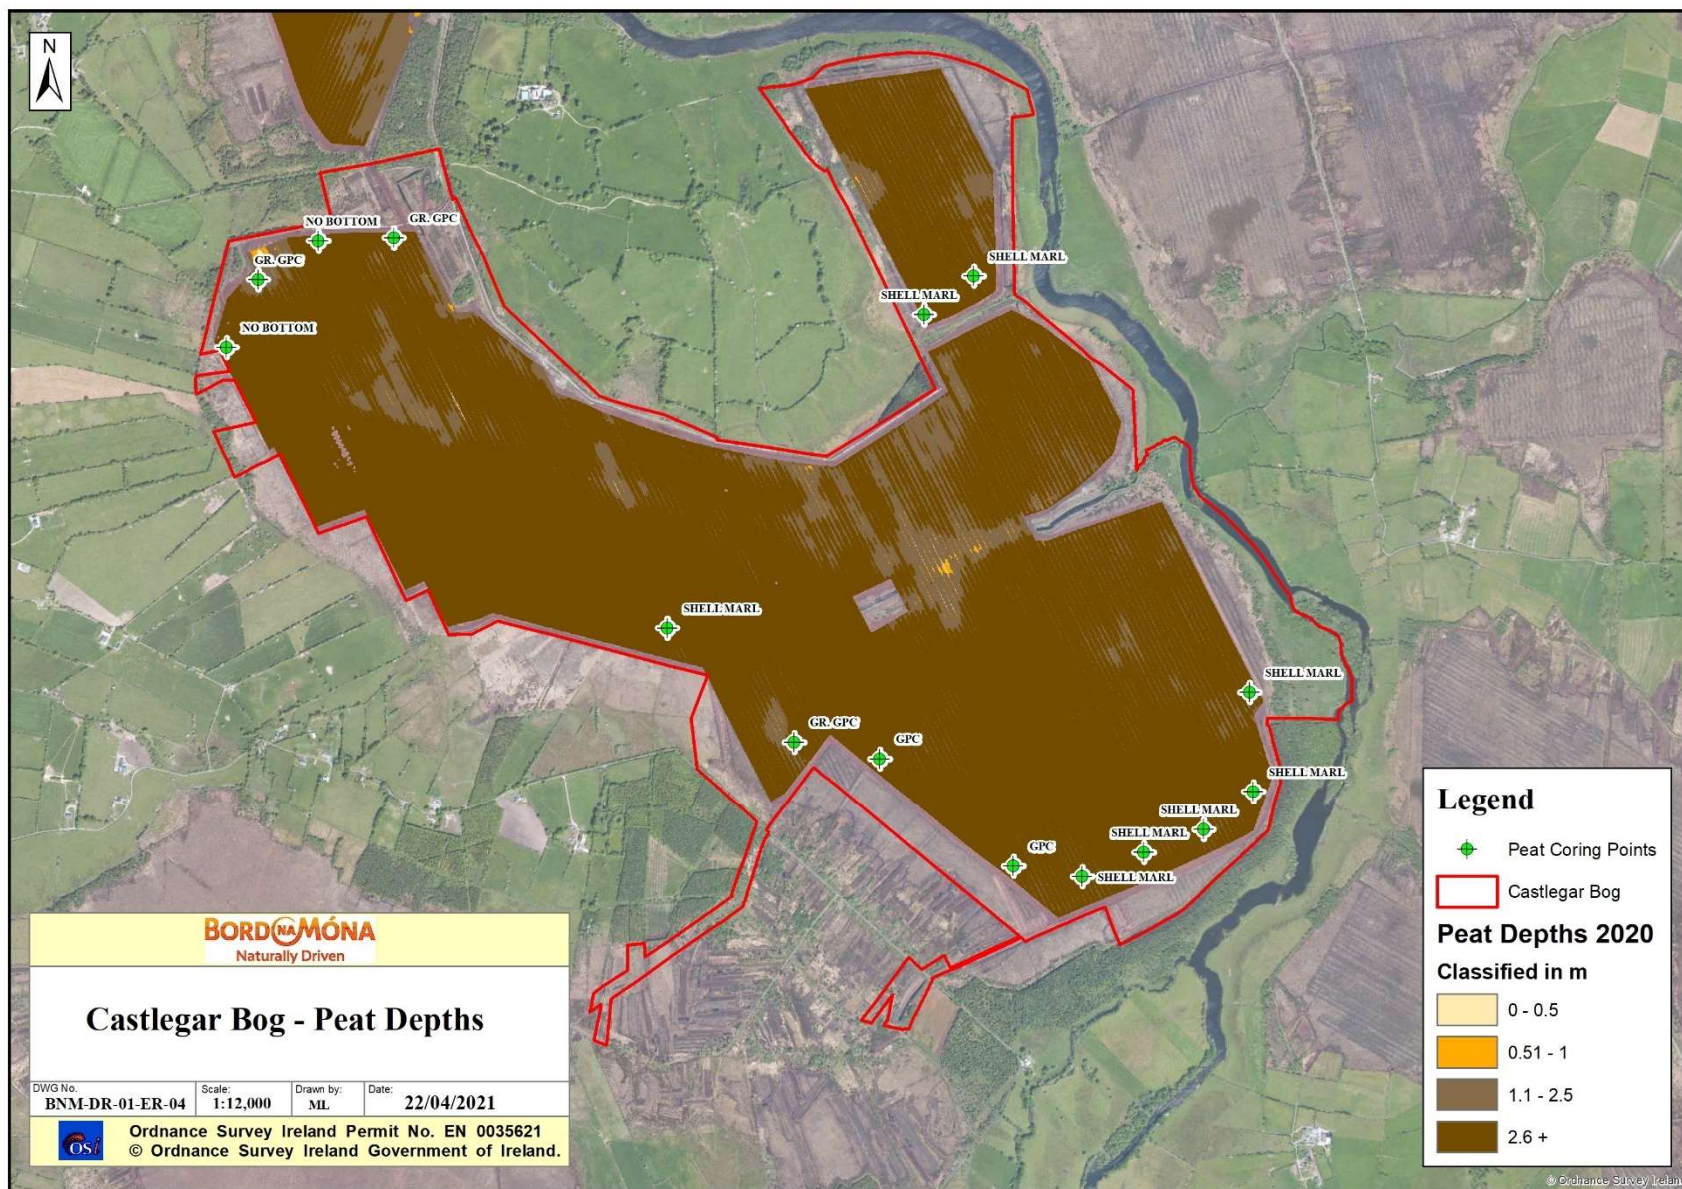 N
NO BOTTOM
GR. GPC
GR. GPC
NO BOTTOM
SHELL MARL
SHELL MARL
SHELL MARL
SHELL MARL
GR. GPC
GPC
SHELL MARL
SHELL MARL
SHELL MARL
GPC
SHELL MARL
Legend
Peat Coring Points
Castlegar Bog
Peat Depths 2020
Classified in m
0 - 0.5
0.51 - 1
1.1 - 2.5
2.6 +
BORD NA MÓNA
Naturally Driven
Castlegar Bog - Peat Depths
DWG No.
BNM-DR-01-ER-04
Scale:
1:12,000
Drawn by:
ML
Date:
22/04/2021
OSi
Ordnance Survey Ireland Permit No. EN 0035621
© Ordnance Survey Ireland Government of Ireland.
© Ordnance Survey Ireland